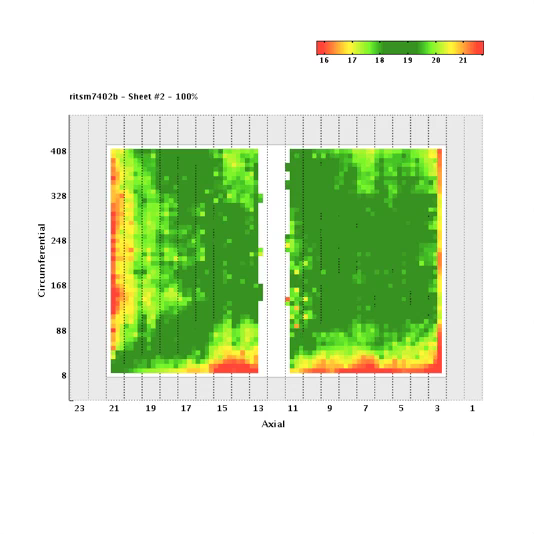 16 17 18 19 20 21
ritsm7402b - Sheet #2 - 100%
408
328
248
168
88
8
Circumferential
23 21 19 17 15 13 11 9 7 5 3 1
Axial